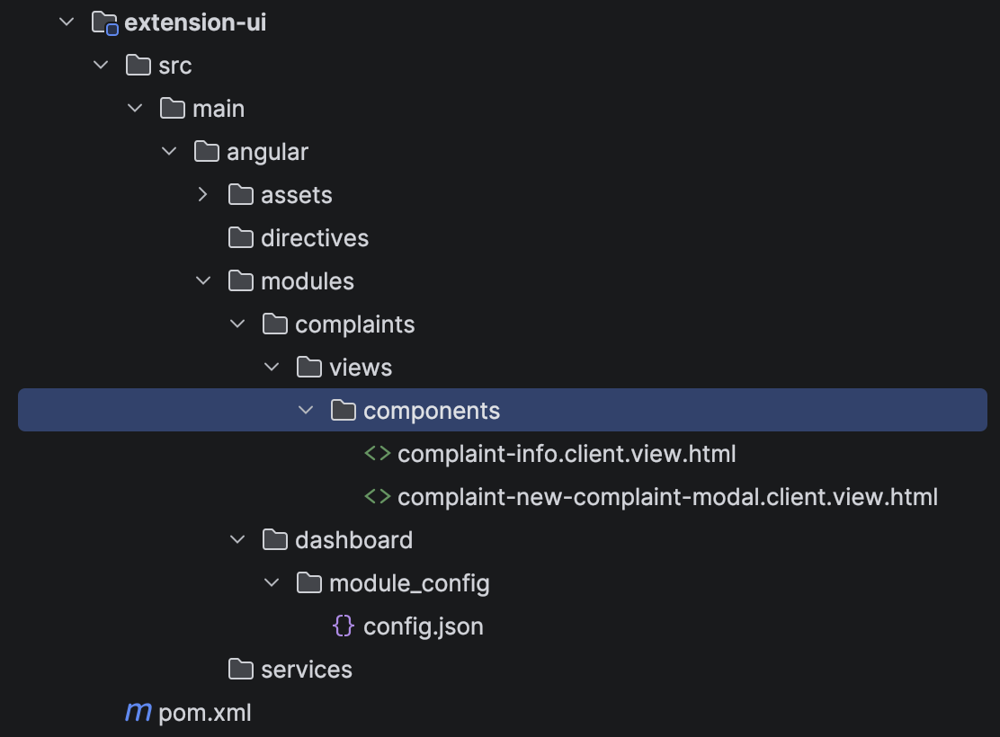 extension-ui
src
main
angular
assets
directives
modules
complaints
views
components
<> complaint-info.client.view.html
<> complaint-new-complaint-modal.client.view.html
dashboard
module_config
{} config.json
services
m pom.xml